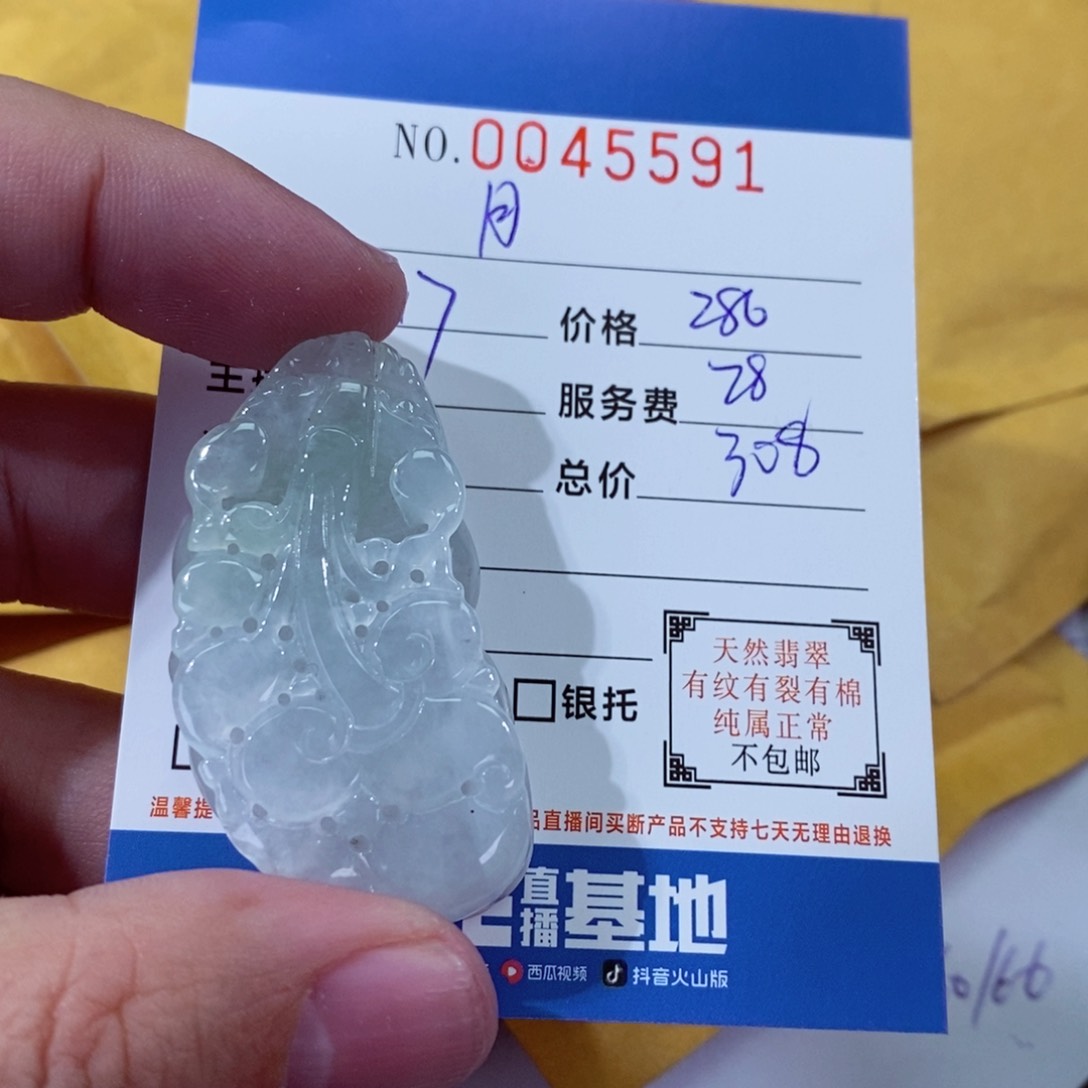 NO.0045591
月
7
价格 286
服务费 28
总价 308
银托
天然翡翠
有纹有裂有棉
纯属正常
不包邮
温馨提
直播间买断产品不支持七天无理由退换
直播基地
西瓜视频 抖音火山版